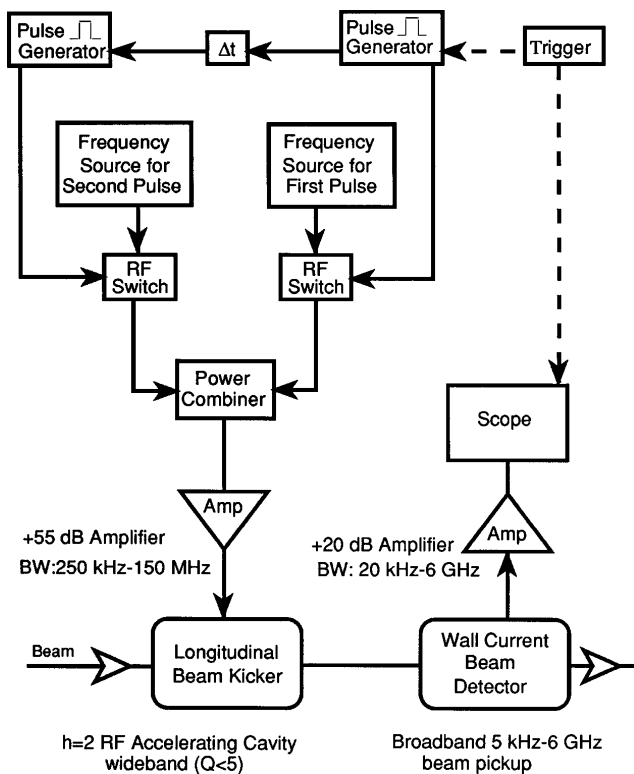 Pulse
Generator
Δt
Pulse
Generator
Trigger
Frequency
Source for
Second Pulse
Frequency
Source for
First Pulse
RF
Switch
RF
Switch
Power
Combiner
Scope
Amp
+55 dB Amplifier
BW:250 kHz-150 MHz
Amp
+20 dB Amplifier
BW: 20 kHz-6 GHz
Beam
Longitudinal
Beam Kicker
Wall Current
Beam
Detector
h=2 RF Accelerating Cavity
wideband (Q<5)
Broadband 5 kHz-6 GHz
beam pickup